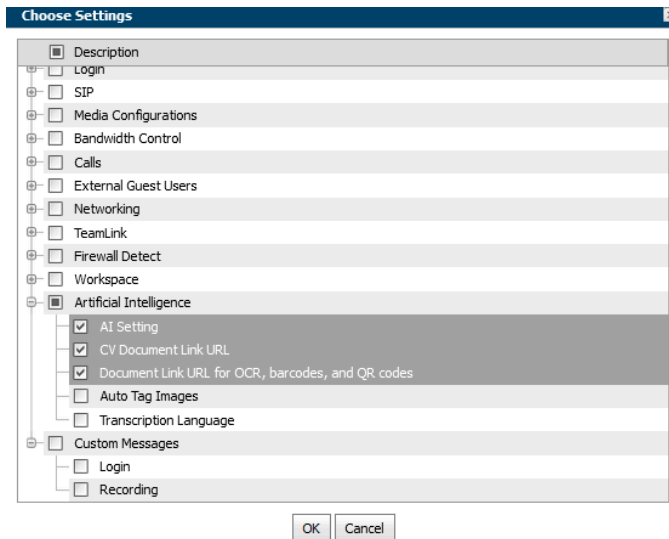 Choose Settings
Description
Login
SIP
Media Configurations
Bandwidth Control
Calls
External Guest Users
Networking
TeamLink
Firewall Detect
Workspace
Artificial Intelligence
AI Setting
CV Document Link URL
Document Link URL for OCR, barcodes, and QR codes
Auto Tag Images
Transcription Language
Custom Messages
Login
Recording
OK Cancel